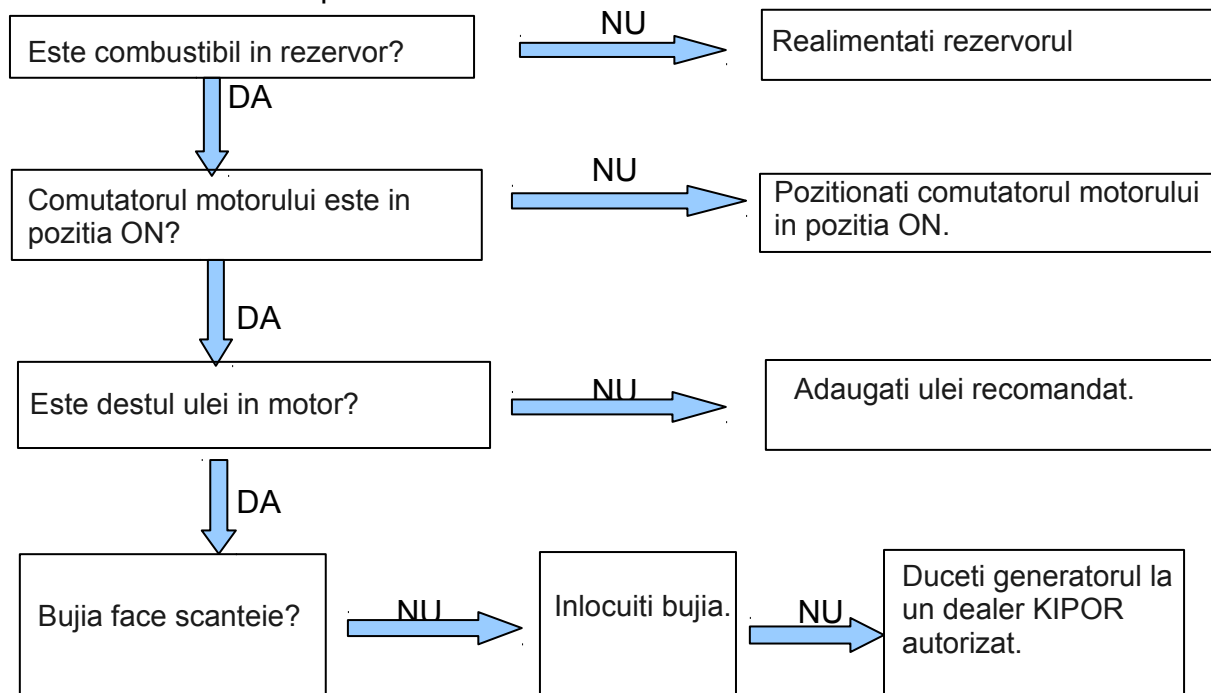 Este combustibil in rezervor?
NU
Realimentati rezervorul
DA
Comutatorul motorului este in
pozitia ON?
NU
Pozitionati comutatorul motorului
in pozitia ON.
DA
Este destul ulei in motor?
NU
Adaugati ulei recomandat.
DA
Bujia face scanteie?
NU
Inlocuiti bujia.
NU
Duceti generatorul la
un dealer KIPOR
autorizat.